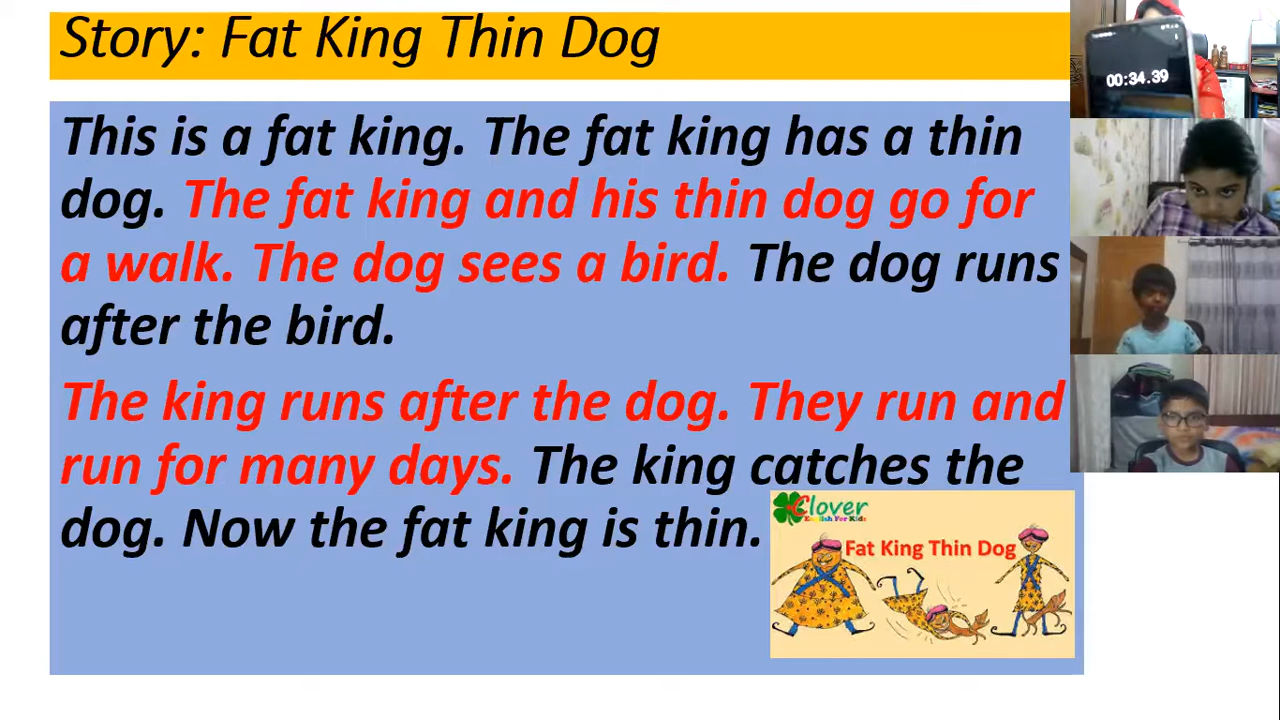 Story: Fat King Thin Dog
00:34.39
This is a fat king. The fat king has a thin
dog. The fat king and his thin dog go for
a walk. The dog sees a bird. The dog runs
after the bird.
The king runs after the dog. They run and
run for many days. The king catches the
dog. Now the fat king is thin.
Clover
English For Kids
Fat King Thin Dog